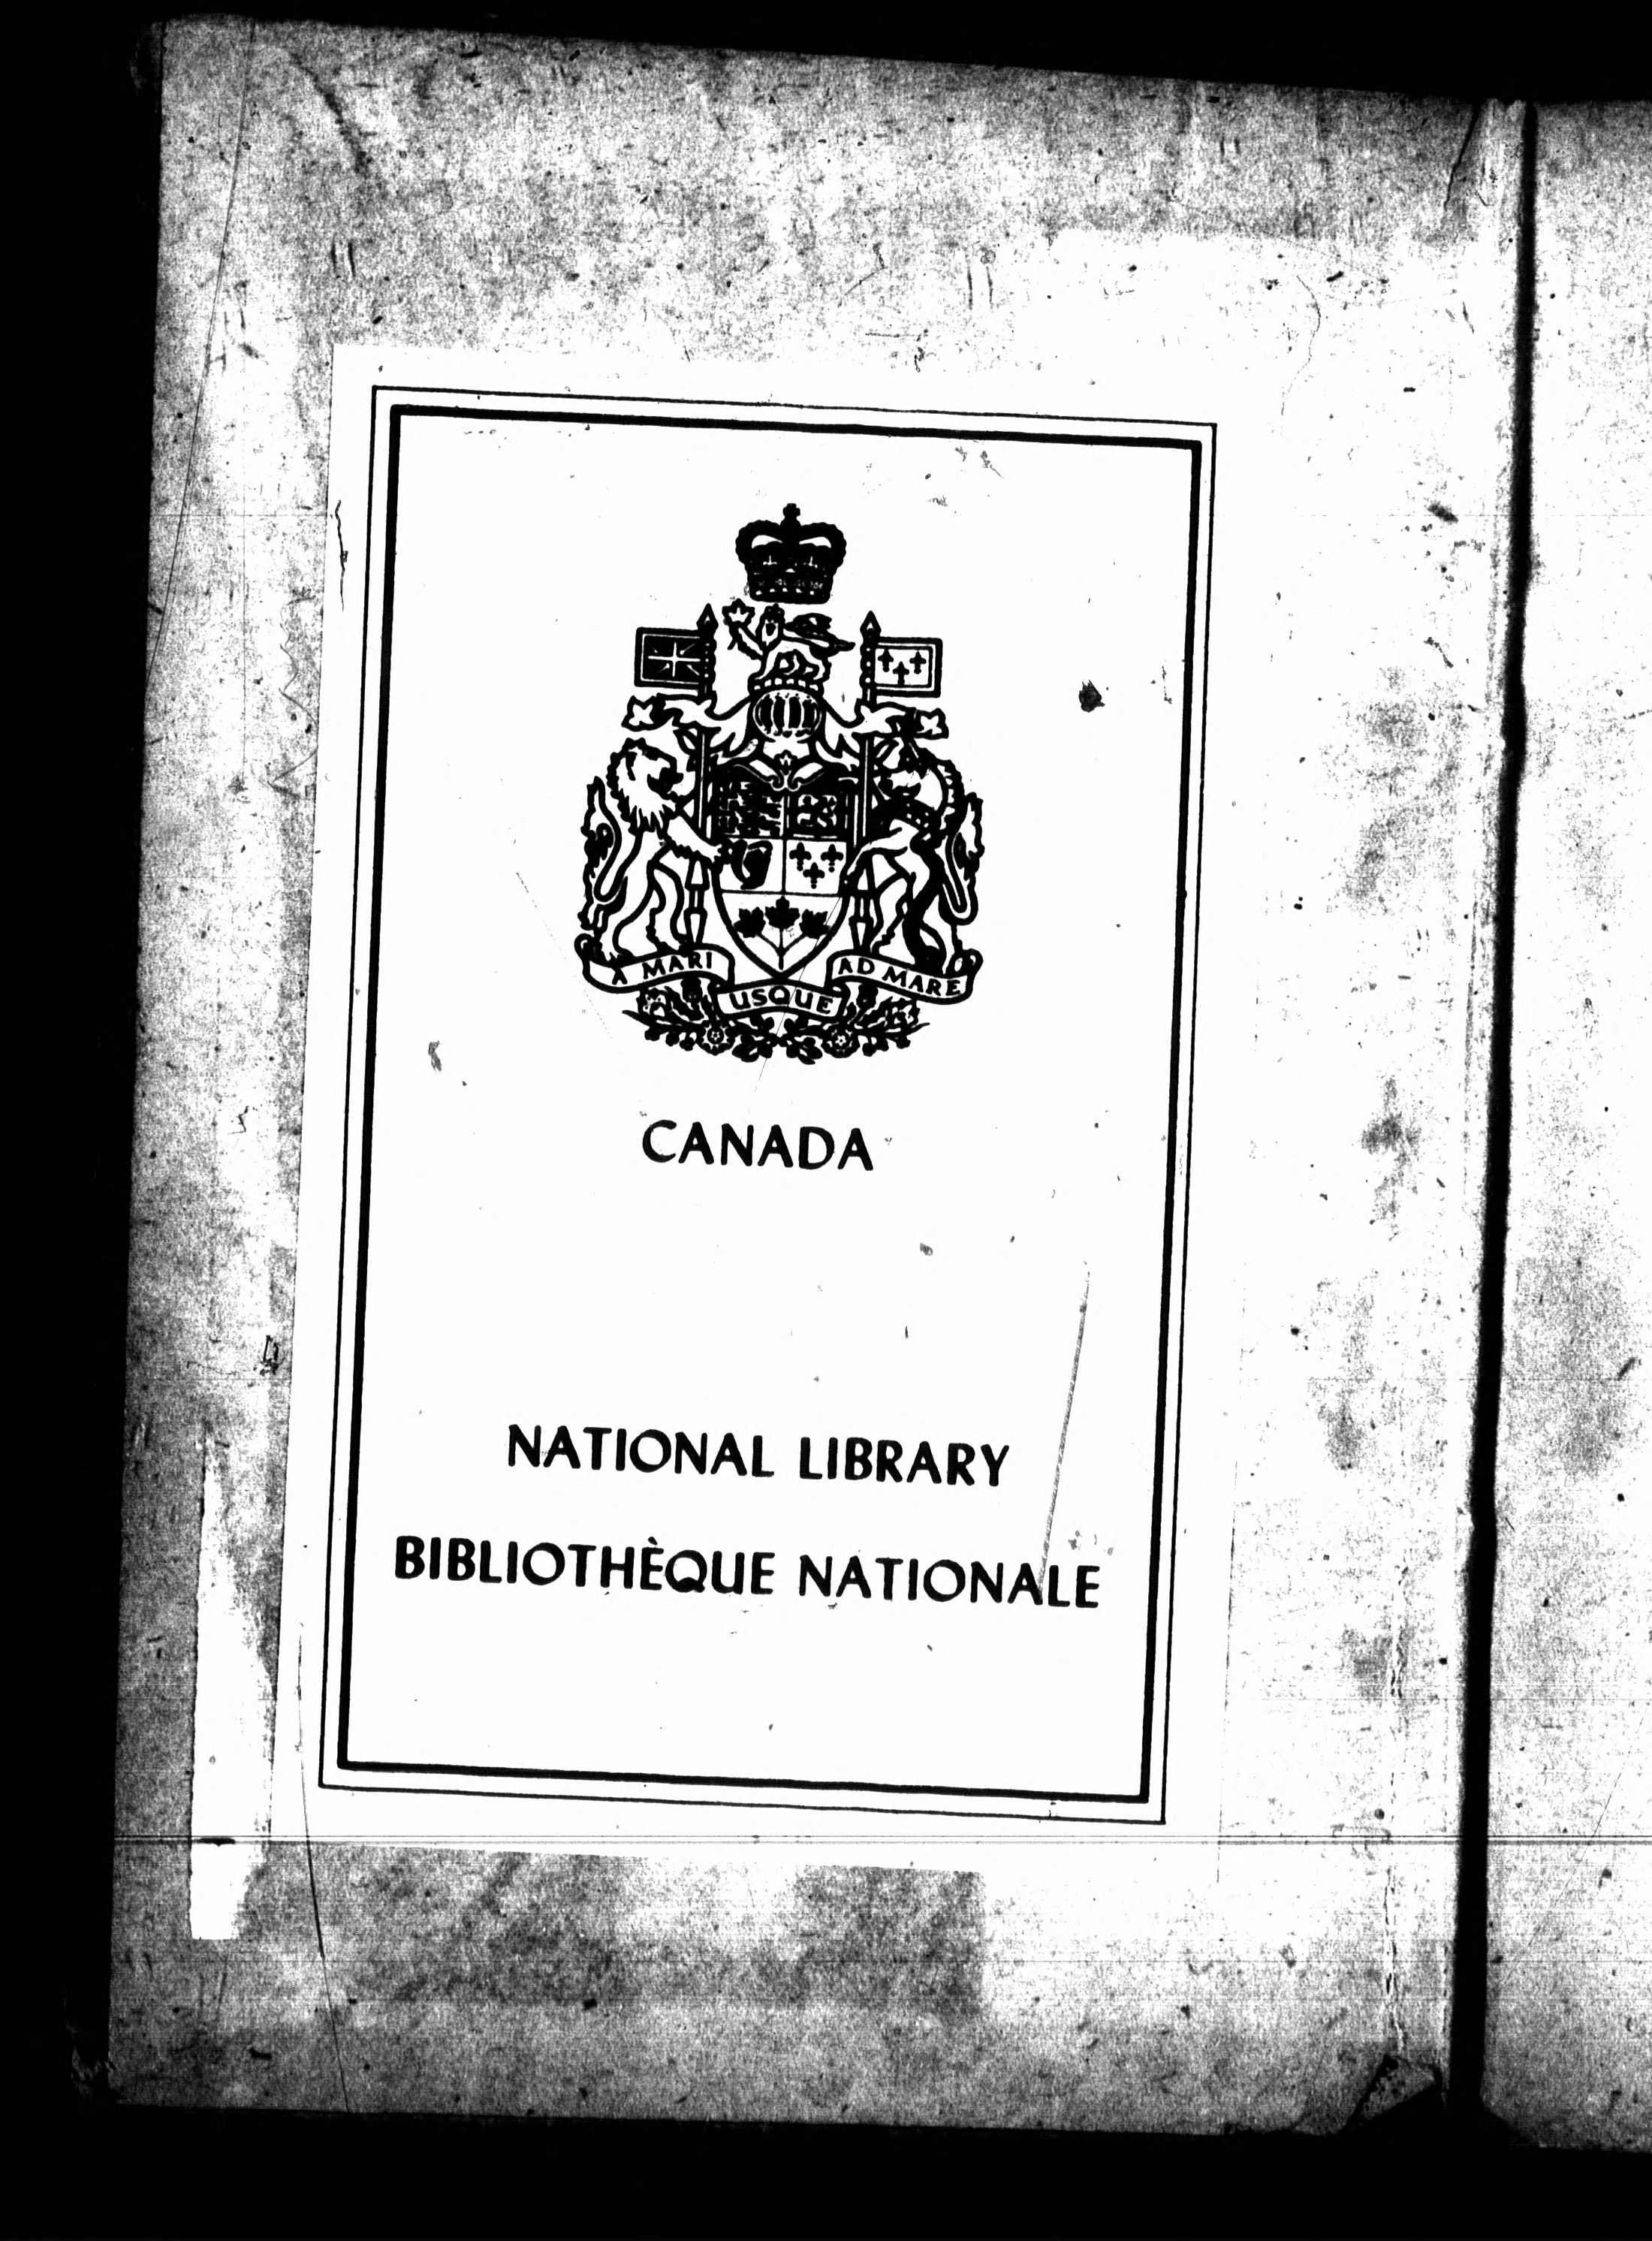 A MARI USQUE AD MARE
CANADA
NATIONAL LIBRARY
BIBLIOTHÈQUE NATIONALE